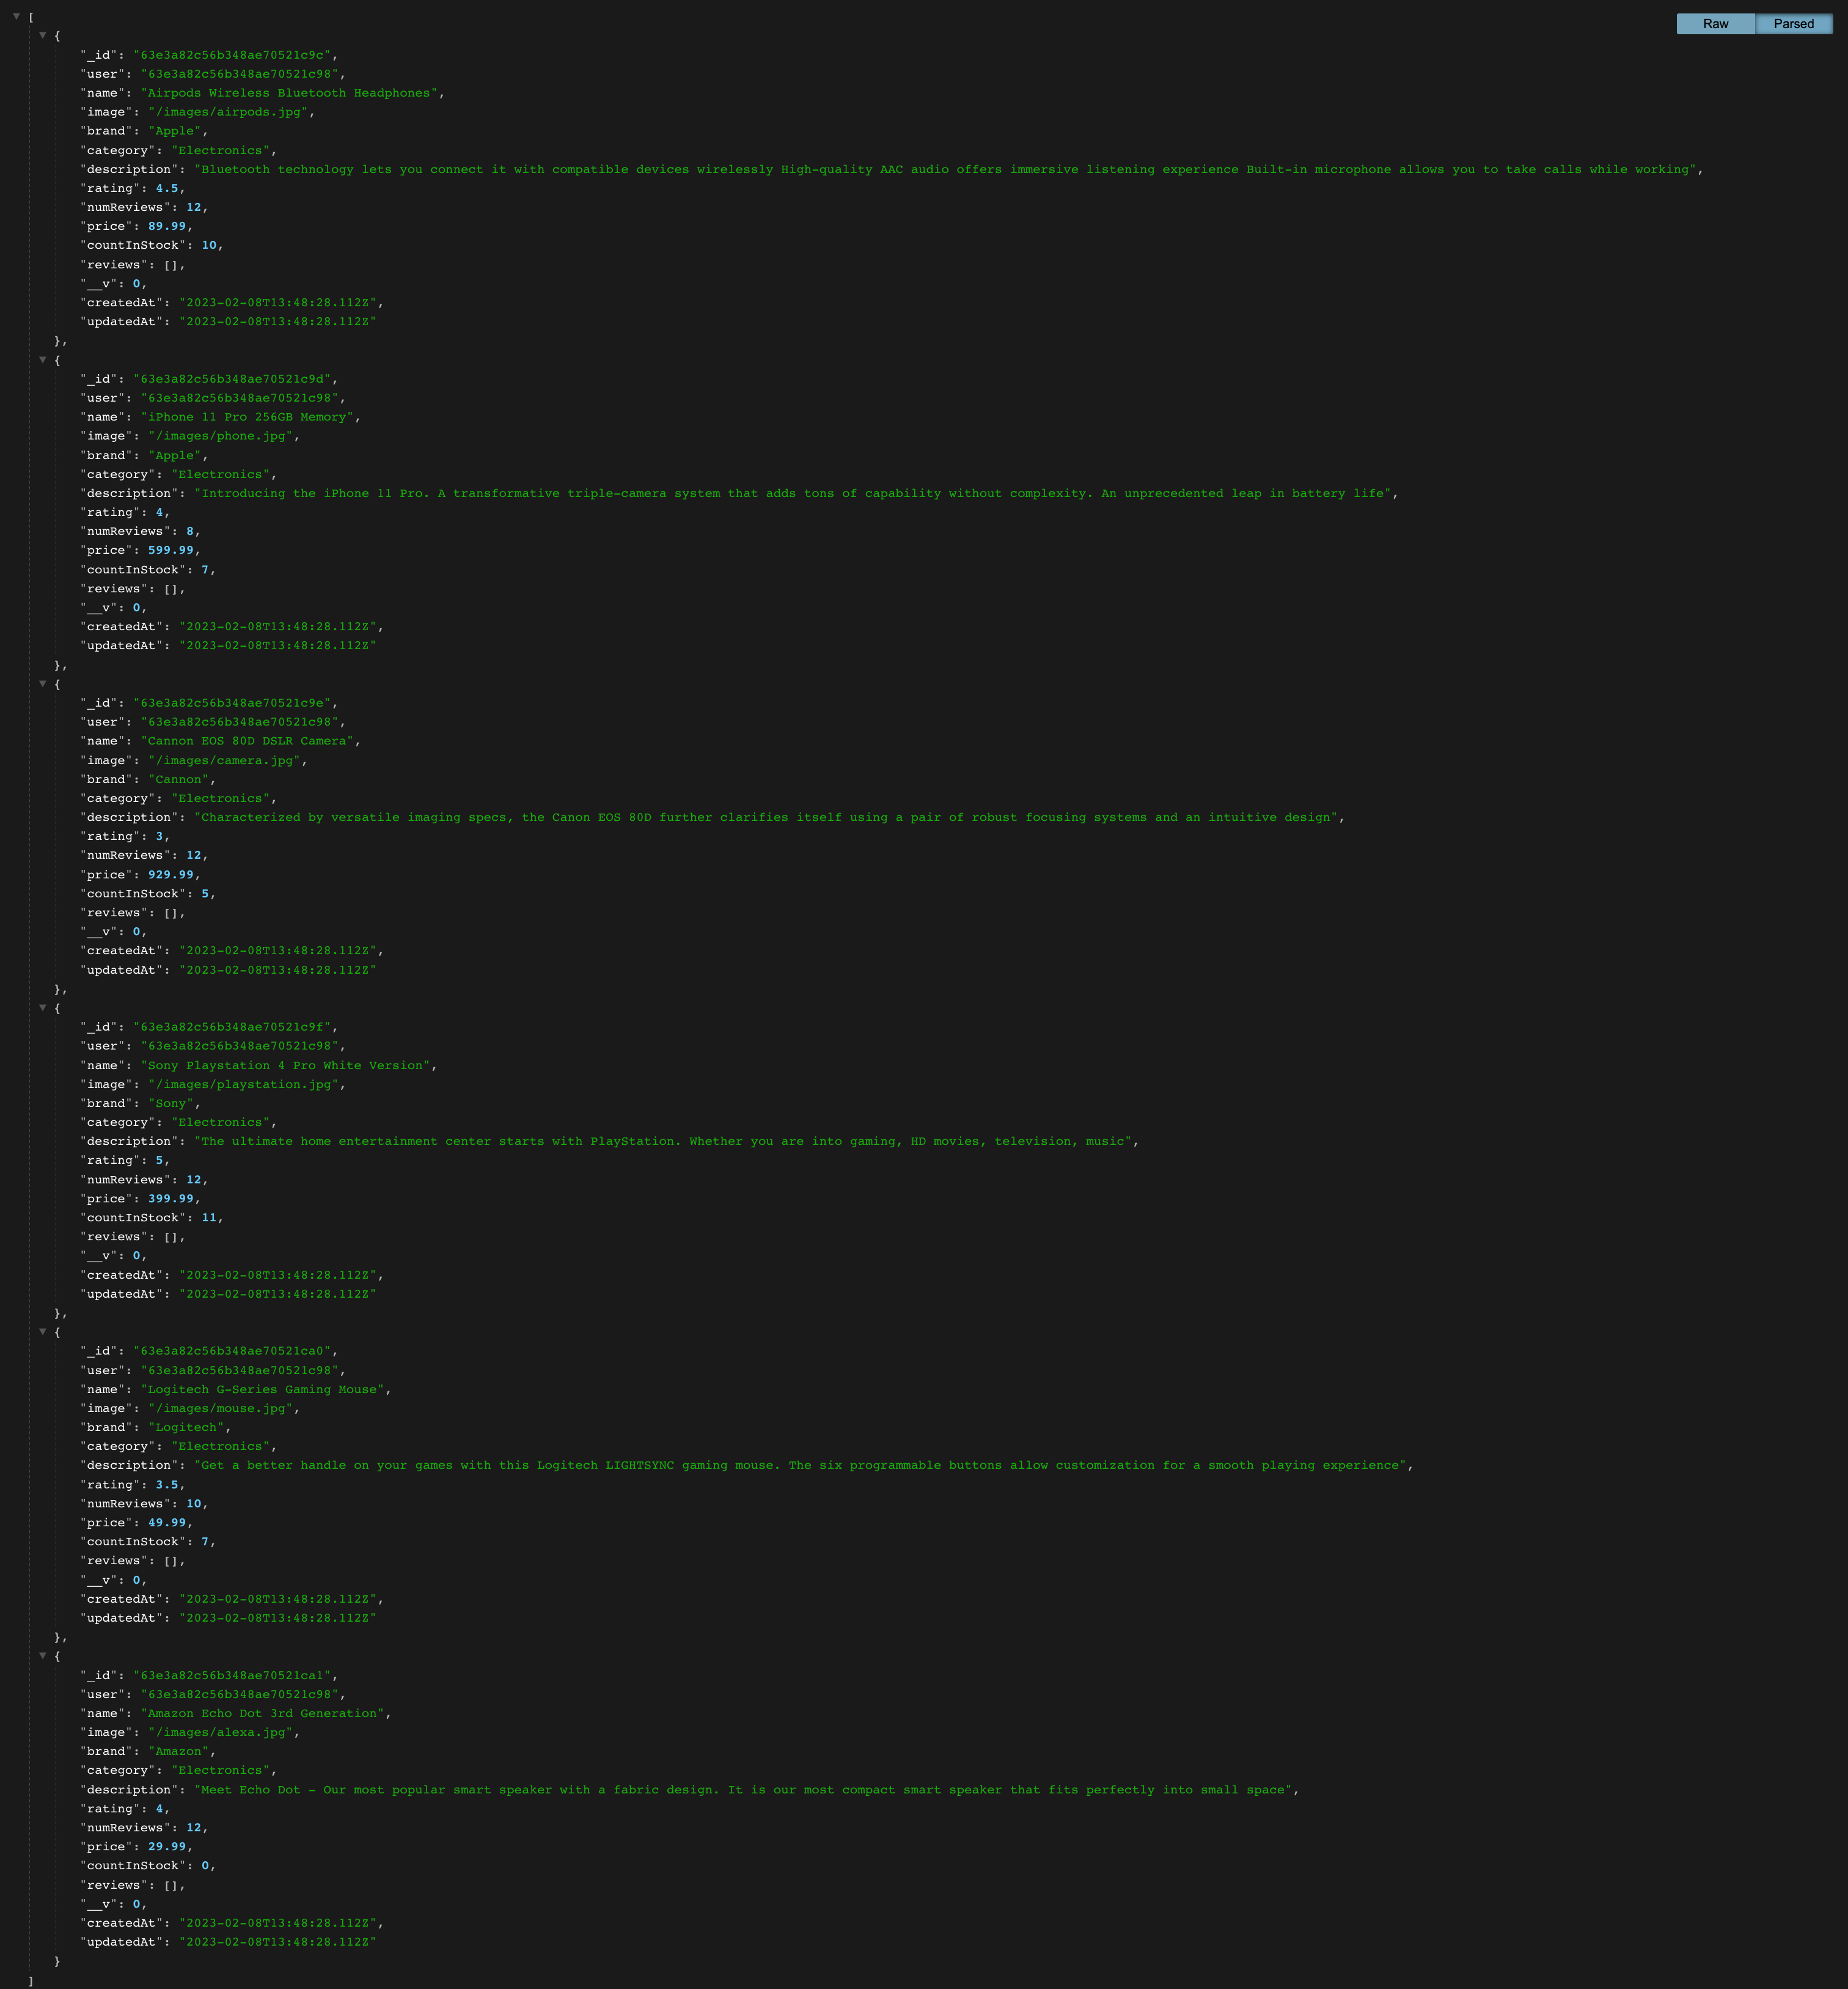 [
Raw Parsed
{
"_id": "63e3a82c56b348ae70521c9c",
"user": "63e3a82c56b348ae70521c98",
"name": "Airpods Wireless Bluetooth Headphones",
"image": "/images/airpods.jpg",
"brand": "Apple",
"category": "Electronics",
"description": "Bluetooth technology lets you connect it with compatible devices wirelessly High-quality AAC audio offers immersive listening experience Built-in microphone allows you to take calls while working",
"rating": 4.5,
"numReviews": 12,
"price": 89.99,
"countInStock": 10,
"reviews": [],
"__v": 0,
"createdAt": "2023-02-08T13:48:28.112Z",
"updatedAt": "2023-02-08T13:48:28.112Z"
},
{
"_id": "63e3a82c56b348ae70521c9d",
"user": "63e3a82c56b348ae70521c98",
"name": "iPhone 11 Pro 256GB Memory",
"image": "/images/phone.jpg",
"brand": "Apple",
"category": "Electronics",
"description": "Introducing the iPhone 11 Pro. A transformative triple-camera system that adds tons of capability without complexity. An unprecedented leap in battery life",
"rating": 4,
"numReviews": 8,
"price": 599.99,
"countInStock": 7,
"reviews": [],
"__v": 0,
"createdAt": "2023-02-08T13:48:28.112Z",
"updatedAt": "2023-02-08T13:48:28.112Z"
},
{
"_id": "63e3a82c56b348ae70521c9e",
"user": "63e3a82c56b348ae70521c98",
"name": "Cannon EOS 80D DSLR Camera",
"image": "/images/camera.jpg",
"brand": "Cannon",
"category": "Electronics",
"description": "Characterized by versatile imaging specs, the Canon EOS 80D further clarifies itself using a pair of robust focusing systems and an intuitive design",
"rating": 3,
"numReviews": 12,
"price": 929.99,
"countInStock": 5,
"reviews": [],
"__v": 0,
"createdAt": "2023-02-08T13:48:28.112Z",
"updatedAt": "2023-02-08T13:48:28.112Z"
},
{
"_id": "63e3a82c56b348ae70521c9f",
"user": "63e3a82c56b348ae70521c98",
"name": "Sony Playstation 4 Pro White Version",
"image": "/images/playstation.jpg",
"brand": "Sony",
"category": "Electronics",
"description": "The ultimate home entertainment center starts with PlayStation. Whether you are into gaming, HD movies, television, music",
"rating": 5,
"numReviews": 12,
"price": 399.99,
"countInStock": 11,
"reviews": [],
"__v": 0,
"createdAt": "2023-02-08T13:48:28.112Z",
"updatedAt": "2023-02-08T13:48:28.112Z"
},
{
"_id": "63e3a82c56b348ae70521ca0",
"user": "63e3a82c56b348ae70521c98",
"name": "Logitech G-Series Gaming Mouse",
"image": "/images/mouse.jpg",
"brand": "Logitech",
"category": "Electronics",
"description": "Get a better handle on your games with this Logitech LIGHTSYNC gaming mouse. The six programmable buttons allow customization for a smooth playing experience",
"rating": 3.5,
"numReviews": 10,
"price": 49.99,
"countInStock": 7,
"reviews": [],
"__v": 0,
"createdAt": "2023-02-08T13:48:28.112Z",
"updatedAt": "2023-02-08T13:48:28.112Z"
},
{
"_id": "63e3a82c56b348ae70521ca1",
"user": "63e3a82c56b348ae70521c98",
"name": "Amazon Echo Dot 3rd Generation",
"image": "/images/alexa.jpg",
"brand": "Amazon",
"category": "Electronics",
"description": "Meet Echo Dot - Our most popular smart speaker with a fabric design. It is our most compact smart speaker that fits perfectly into small space",
"rating": 4,
"numReviews": 12,
"price": 29.99,
"countInStock": 0,
"reviews": [],
"__v": 0,
"createdAt": "2023-02-08T13:48:28.112Z",
"updatedAt": "2023-02-08T13:48:28.112Z"
}
]